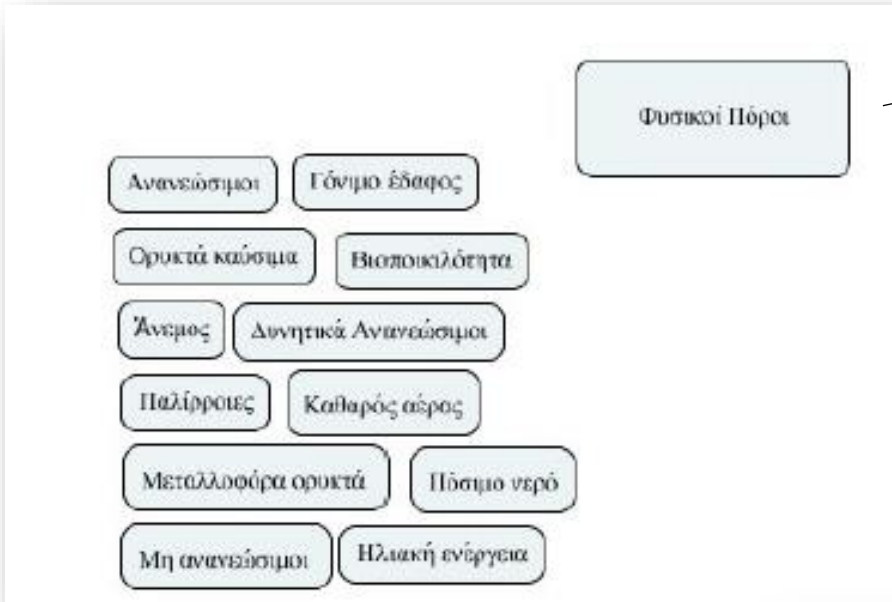 Φυσικοί Πόροι
Ανανεώσιμοι
Γόνιμο έδαφος
Ορυκτά καύσιμα
Βιοποικιλότητα
Άνεμος
Δυνητικά Ανανεώσιμοι
Παλίρροιες
Καθαρός αέρας
Μεταλλοφόρα ορυκτά
Πόσιμο νερό
Μη ανανεώσιμοι
Ηλιακή ενέργεια